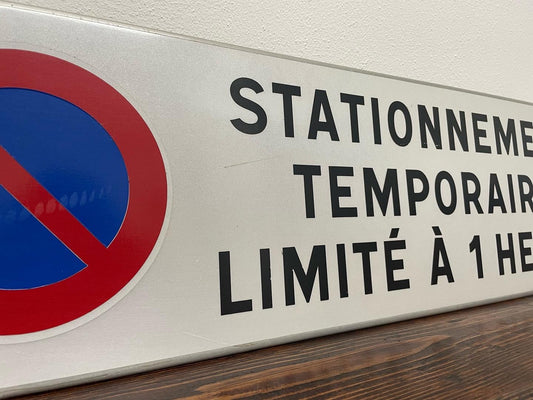 STATIONNEME
TEMPORAIR
LIMITÉ À 1 HE